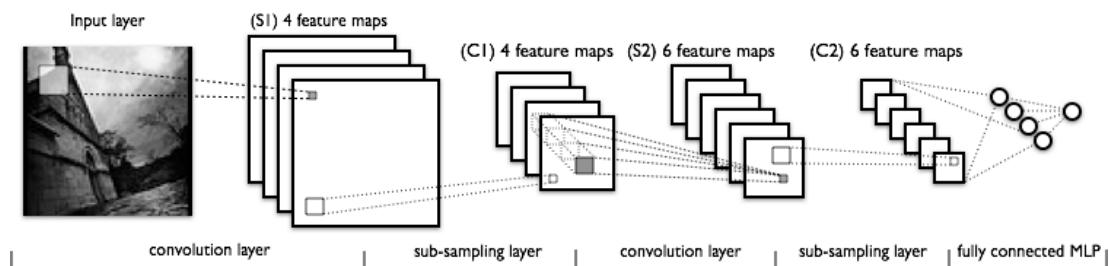 Input layer
(S1) 4 feature maps
(C1) 4 feature maps
(S2) 6 feature maps
(C2) 6 feature maps
convolution layer
sub-sampling layer
convolution layer
sub-sampling layer
fully connected MLP